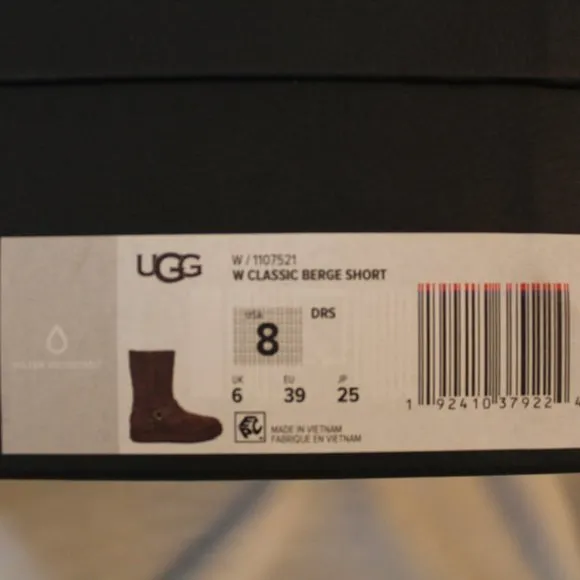 UGG
W / 1107521
W CLASSIC BERGE SHORT
USA
8
DRS
UK EU JP
6 39 25
MADE IN VIETNAM
FABRIQUE EN VIETNAM
1 92410 37922 4